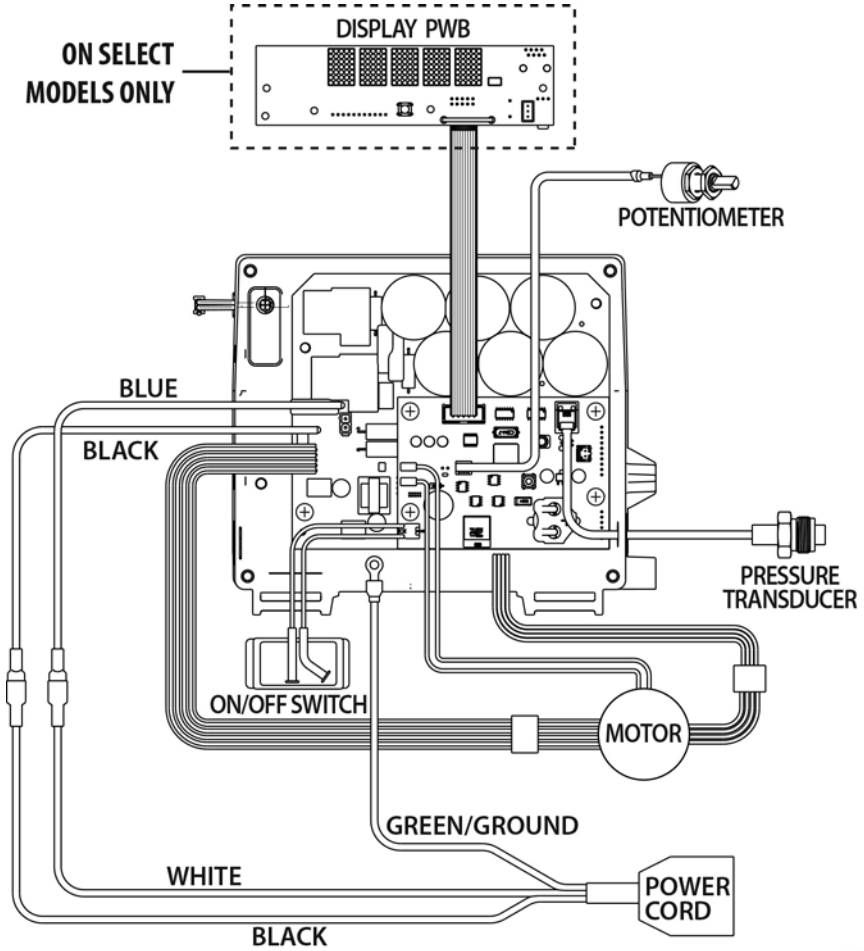 DISPLAY PWB
ON SELECT
MODELS ONLY
POTENTIOMETER
BLUE
BLACK
PRESSURE
TRANSDUCER
ON/OFF SWITCH
MOTOR
GREEN/GROUND
WHITE
POWER
CORD
BLACK